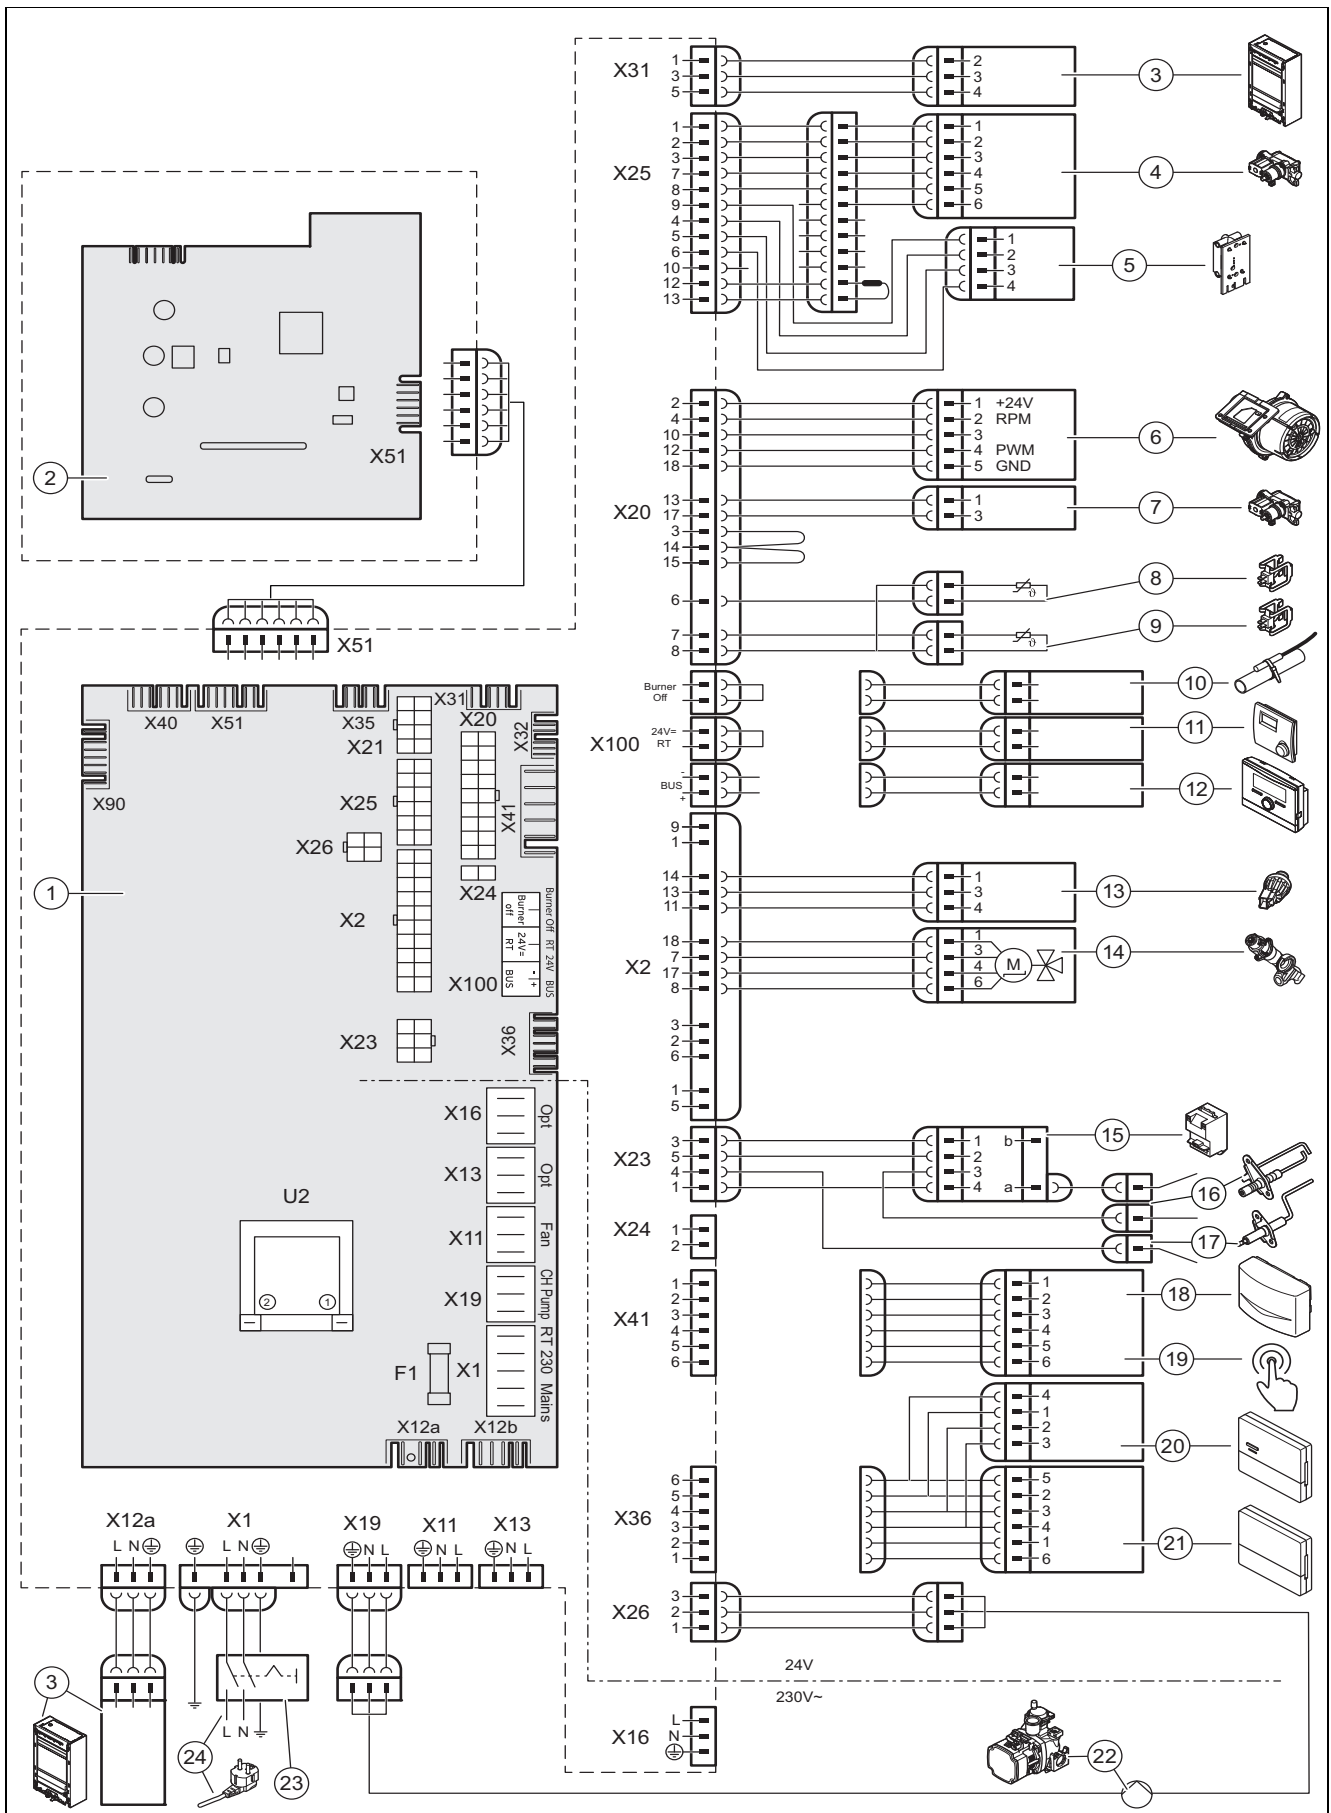 X31
1
3
5
2
3
4
3
X25
1
2
3
7
8
9
4
5
6
10
12
13
1
2
3
4
5
6
4
1
2
3
4
5
X51
2
X20
2
4
10
12
18
13
17
3
14
15
6
7
8
1 +24V
2 RPM
3
4 PWM
5 GND
6
1
3
7
ϑ
8
ϑ
9
X51
Burner
Off
10
X100
24V=
RT
11
-
BUS
+
12
X40
X51
X35
X31
X20
X32
X21
X90
X25
X41
X26
X24
X2
X100
Burner Off RT 24V BUS
Burner
off
24V=
RT
- +
BUS
X23
X36
1
X16
Opt
X13
Opt
U2
X11
Fan
2
1
X19
CH Pump
F1
X1
RT 230 Mains
X12a
X12b
X2
9
1
14
13
11
18
7
17
8
3
2
6
1
5
1
3
4
13
1
3
4
6
M
14
X23
3
5
4
1
1
2
3
4
b
a
15
16
17
X24
1
2
X41
1
2
3
4
5
6
1
2
3
4
5
6
18
19
4
1
2
3
20
X36
6
5
4
3
2
1
5
2
3
4
1
6
21
X26
3
2
1
24V
230V~
X12a
L N
X1
L N
X19
N L
X11
N L
X13
N L
X16
L
N
3
L N
24
23
22